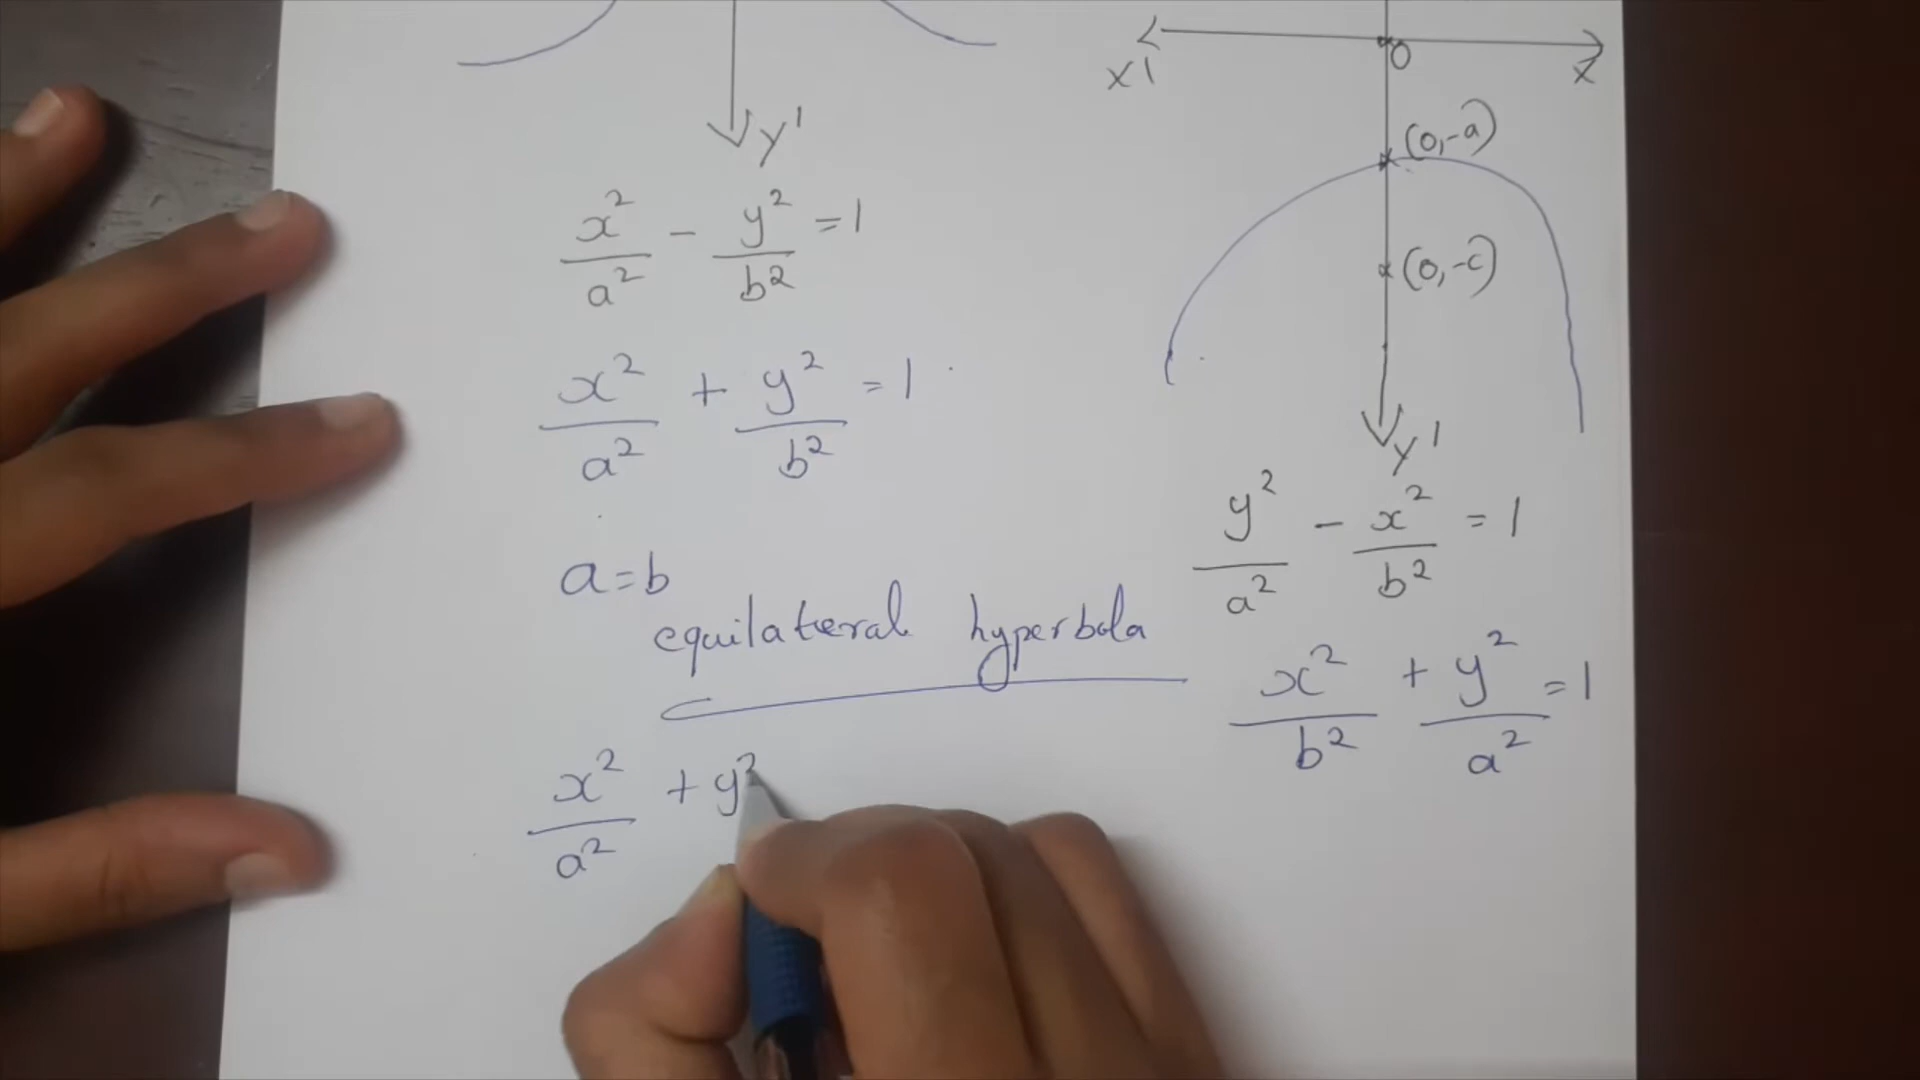 X' O X
Y'
(0,-a)
(0,-c)
Y'
x²/a² - y²/b² = 1
x²/a² + y²/b² = 1
a=b
equilateral hyperbola
x²/a² + y²
y²/a² - x²/b² = 1
x²/b² + y²/a² = 1